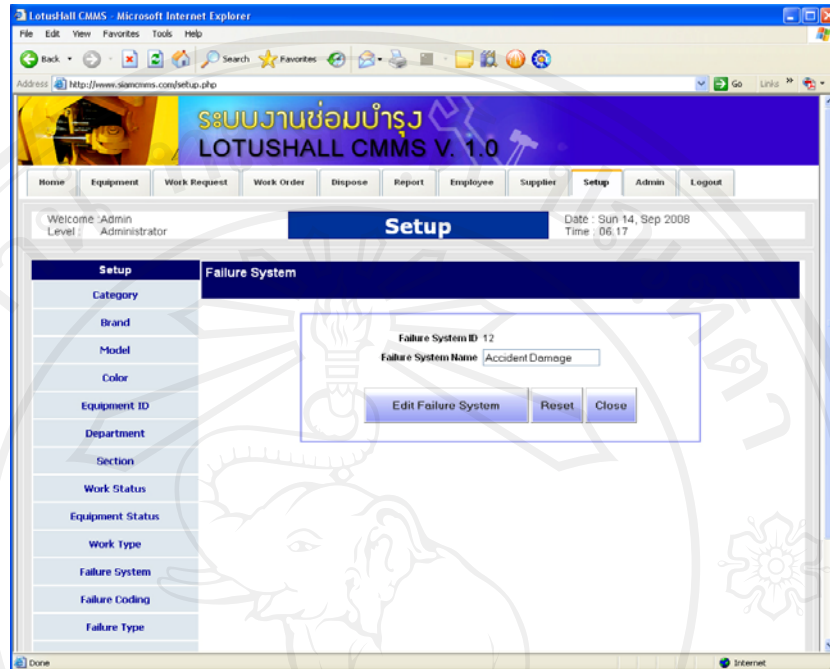 LotusHall CMMS - Microsoft Internet Explorer
File Edit View Favorites Tools Help
Back Search Favorites
Address http://www.siamcmms.com/setup.php Go Links
ระบบงานซ่อมบำรุง
LOTUSHALL CMMS V. 1.0
Home Equipment Work Request Work Order Dispose Report Employee Supplier Setup Admin Logout
Welcome :Admin
Level : Administrator
Setup
Date : Sun 14, Sep 2008
Time : 06:17
Setup
Category
Brand
Model
Color
Equipment ID
Department
Section
Work Status
Equipment Status
Work Type
Failure System
Failure Coding
Failure Type
Failure System
Failure System ID 12
Failure System Name Accident Damage
Edit Failure System Reset Close
Done Internet